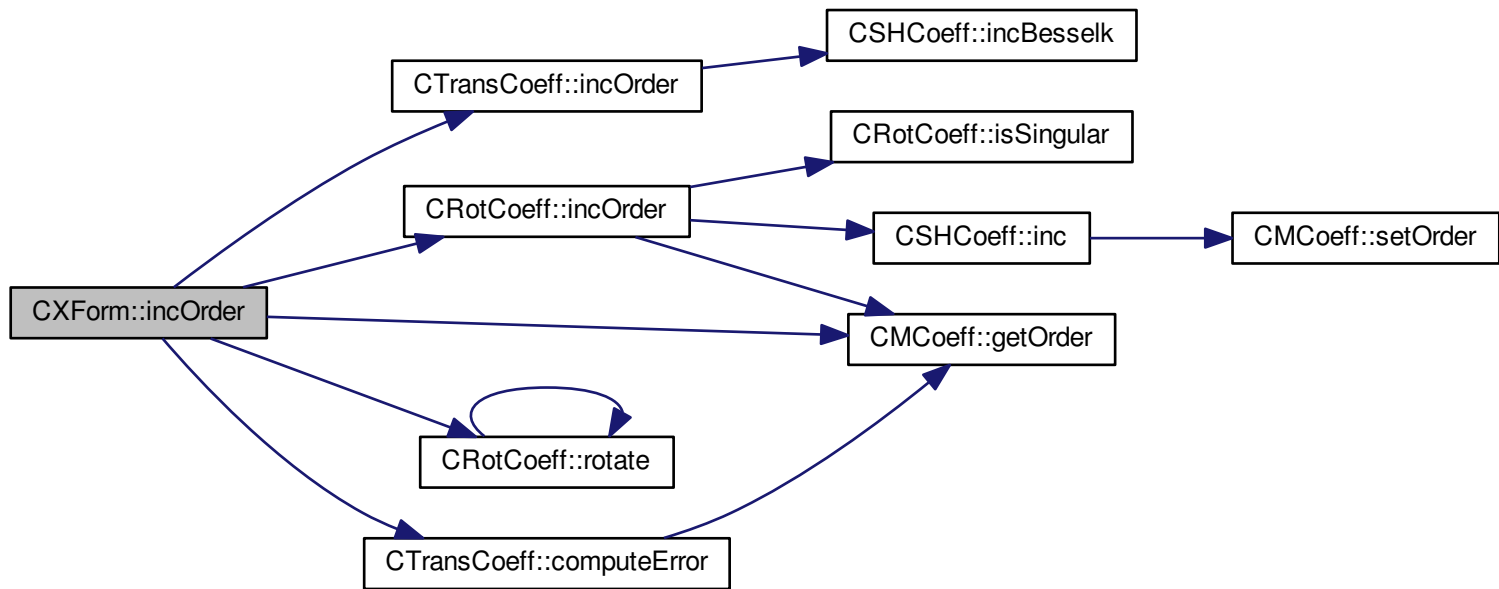 CSHCoeff::incBesselk
CTransCoeff::incOrder
CRotCoeff::isSingular
CRotCoeff::incOrder
CSHCoeff::inc
CMCoeff::setOrder
CXForm::incOrder
CMCoeff::getOrder
CRotCoeff::rotate
CTransCoeff::computeError